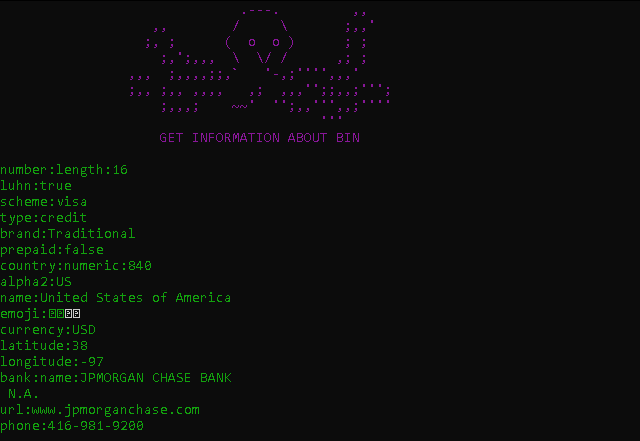 GET INFORMATION ABOUT BIN
number:length:16
luhn:true
scheme:visa
type:credit
brand:Traditional
prepaid:false
country:numeric:840
alpha2:US
name:United States of America
emoji:
currency:USD
latitude:38
longitude:-97
bank:name:JPMORGAN CHASE BANK
N.A.
url:www.jpmorganchase.com
phone:416-981-9200